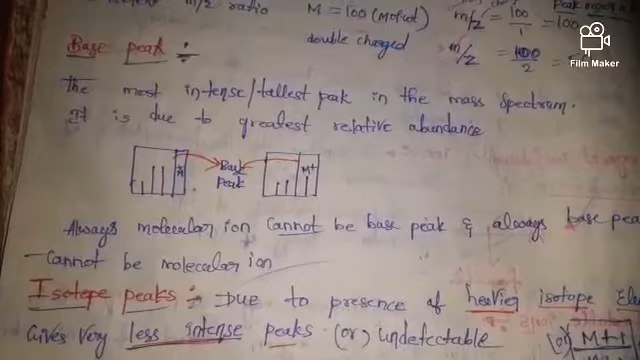 m/z ratio
M = 100 (mol.wt)
m/z = 100/1 = 100
double charged
m/z = 100/2 =
Film Maker
Base peak :-
The most intense/tallest peak in the mass spectrum.
It is due to greatest relative abundance
Base peak
M+
Always molecular ion cannot be base peak & always base pea
- Cannot be molecular ion
Isotope peaks :- Due to presence of heavier isotope Ele
Gives very less intense peaks (or) undetectable
(or) M+1